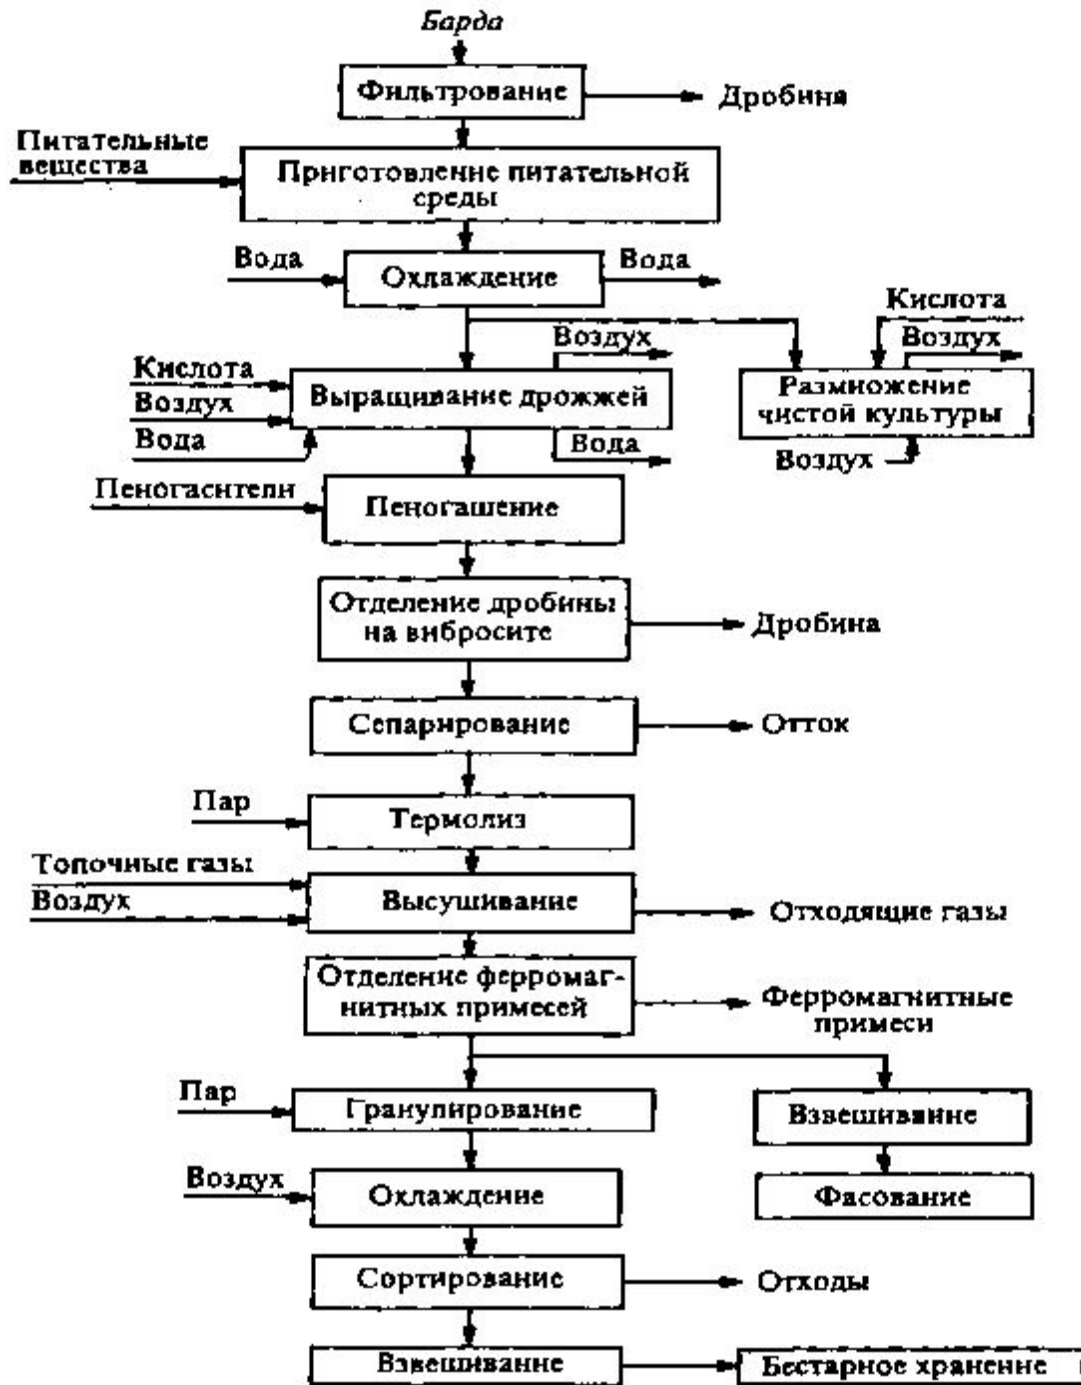 Барда
Фильтрование
Дробина
Питательные
вещества
Приготовление питательной
среды
Вода
Охлаждение
Вода
Кислота
Воздух
Воздух
Кислота
Воздух
Вода
Выращивание дрожжей
Размножение
чистой культуры
Вода
Воздух
Пеногасители
Пеногашение
Отделение дробины
на вибросите
Дробина
Сепарирование
Отток
Пар
Термолиз
Топочные газы
Воздух
Высушивание
Отходящие газы
Отделение ферромаг-
нитных примесей
Ферромагнитные
примеси
Пар
Гранулирование
Взвешивание
Воздух
Охлаждение
Фасование
Сортирование
Отходы
Взвешивание
Бестарное хранение